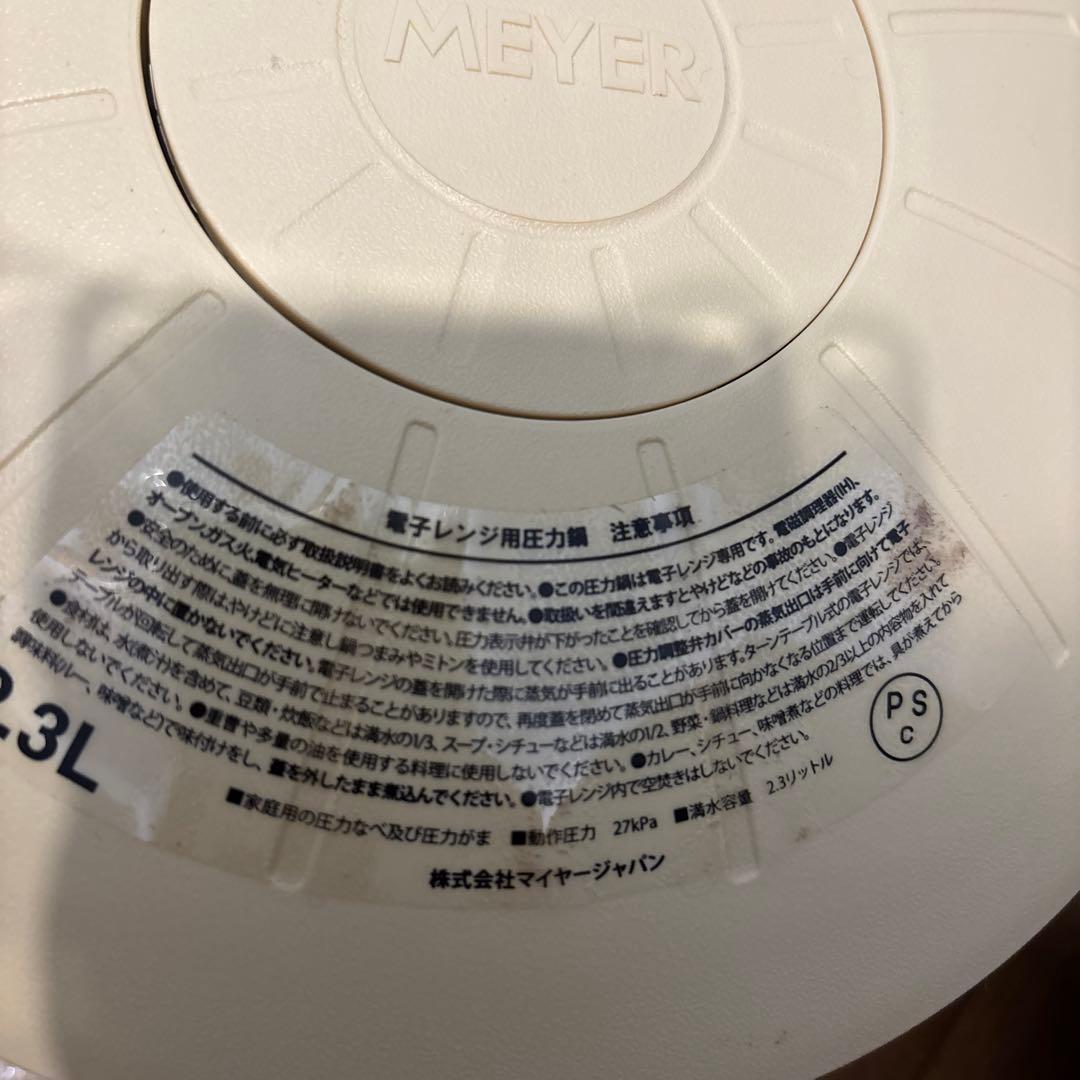 MEYER
電子レンジ用圧力鍋 注意事項
●使用する前に必ず取扱説明書をよくお読みください。●この圧力鍋は電子レンジ専用です。電磁調理器(IH)、
オーブン、ガス火、電気ヒーターなどでは使用できません。●取扱いを間違えますとやけどなどの事故のもとになります。
●安全のために、蓋を無理に開けないでください。圧力表示弁が下がったことを確認してから蓋を開けてください。●電子レンジ
から取り出す際は、やけどに注意し鍋つまみやミトンを使用してください。●圧力調整弁カバーの蒸気出口は手前に向けて電子
レンジの中に置かないでください。電子レンジの蓋を開けた際に蒸気が手前に出ることがあります。ターンテーブル式の電子レンジでは、
テーブルが回転して蒸気出口が手前で止まることがありますので、再度蓋を閉めて蒸気出口が手前に向かなくなる位置まで運転してください。
●食材は、水(煮)汁を含めて、豆類・炊飯などは満水の1/3、スープ・シチューなどは満水の1/2、野菜・鍋料理などは満水の2/3以上の内容物を入れて
使用しないでください。●重曹や多量の油を使用する料理に使用しないでください。●カレー、シチュー、味噌煮などの料理では、具が煮えてから
調味料(ルー、味噌など)で味付けをし、蓋を外したまま煮込んでください。●電子レンジ内で空焚きはしないでください。
■家庭用の圧力なべ及び圧力がま ■動作圧力 27kPa ■満水容量 2.3リットル
株式会社マイヤージャパン
PS
C
2.3L